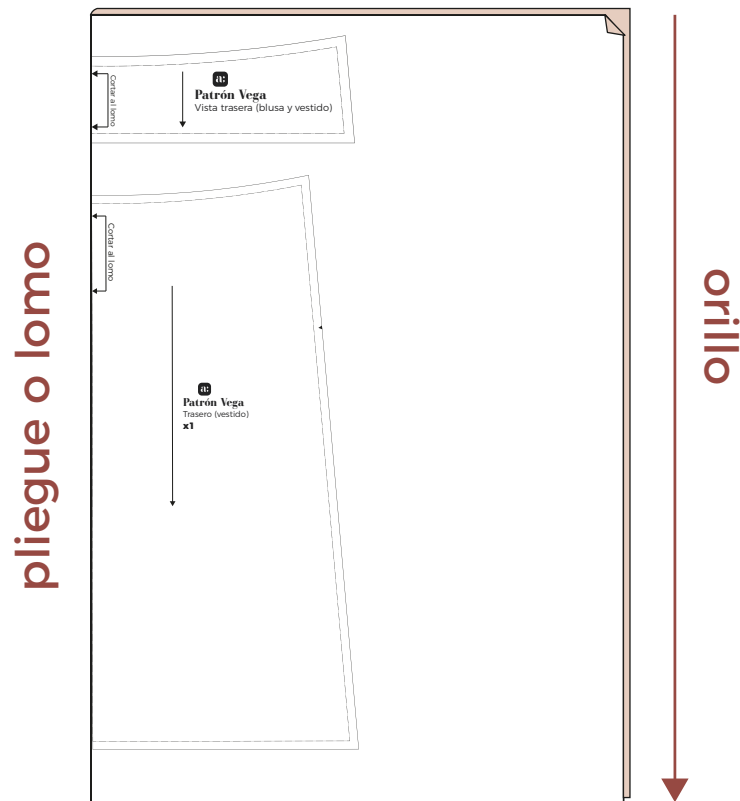 a:
Patrón Vega
Vista trasera (blusa y vestido)
Cortar al lomo
Cortar al lomo
a:
Patrón Vega
Trasero (vestido)
x1
pliegue o lomo
orillo